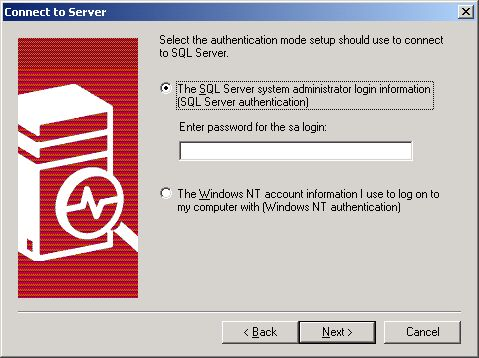 Connect to Server
Select the authentication mode setup should use to connect
to SQL Server.
The SQL Server system administrator login information
(SQL Server authentication)
Enter password for the sa login:
The Windows NT account information I use to log on to
my computer with (Windows NT authentication)
< Back
Next >
Cancel